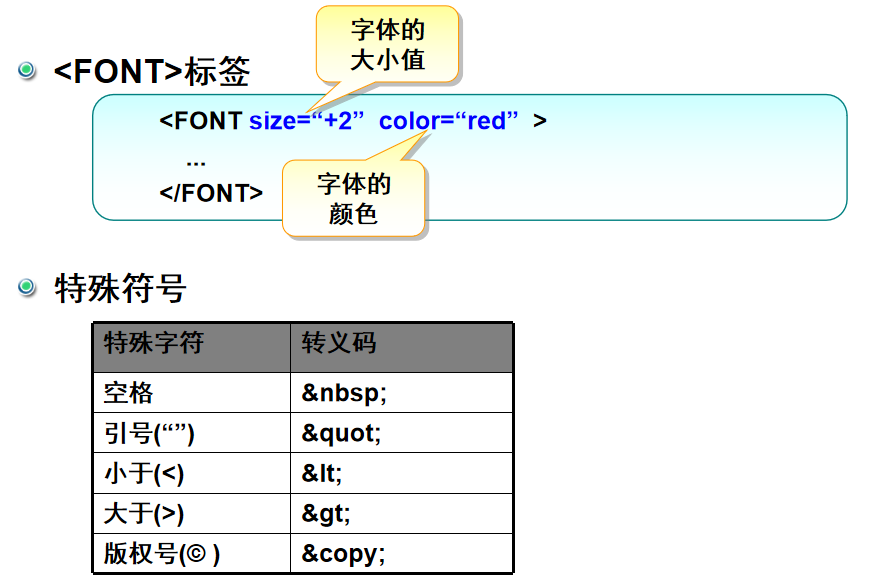 字体的
大小值
<FONT>标签
<FONT size=“+2” color=“red” >
...
</FONT>
字体的
颜色
特殊符号
特殊字符 转义码
空格 &nbsp;
引号(“”) &quot;
小于(<) &lt;
大于(>) &gt;
版权号(© ) &copy;